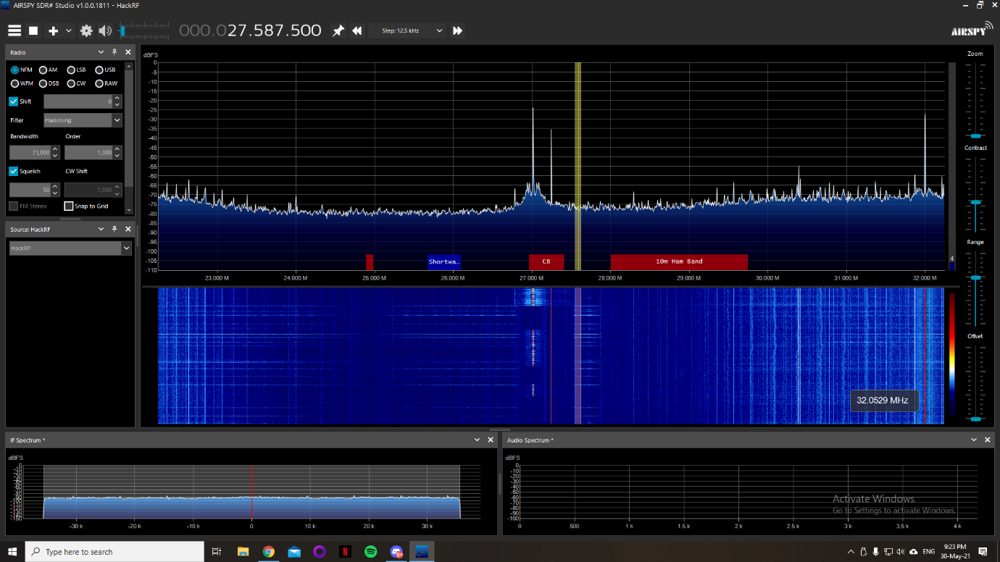 AIRSPY SDR# Studio v1.0.0.1811 - HackRF
000.027.587.500
Step: 12.5 kHz
AIRSPY
Radio
NFM AM LSB USB
WFM DSB CW RAW
Shift 0
Filter Hamming
Bandwidth Order
71,000 1,000
Squelch CW Shift
50 1,000
FM Stereo Snap to Grid
Source: HackRF
HackRF
dBFS
0
-5
-10
-15
-20
-25
-30
-35
-40
-45
-50
-55
-60
-65
-70
-75
-80
-85
-90
-95
-100
-105
-110
Shortwa.. CB 10m Ham Band
23.000 M 24.000 M 25.000 M 26.000 M 27.000 M 28.000 M 29.000 M 30.000 M 31.000 M 32.000 M
4
32.0529 MHz
Zoom
Contrast
Range
Offset
IF Spectrum *
dBFS
-30 k -20 k -10 k 0 10 k 20 k 30 k
Audio Spectrum *
dBFS
0
-10
-20
-30
-40
-50
-60
-70
-80
-90
-100
0 500 1 k 1.5 k 2 k 2.5 k 3 k 3.5 k 4 k
Activate Windows
Go to Settings to activate Windows.
Type here to search
N
9+
ENG
9:23 PM
30-May-21